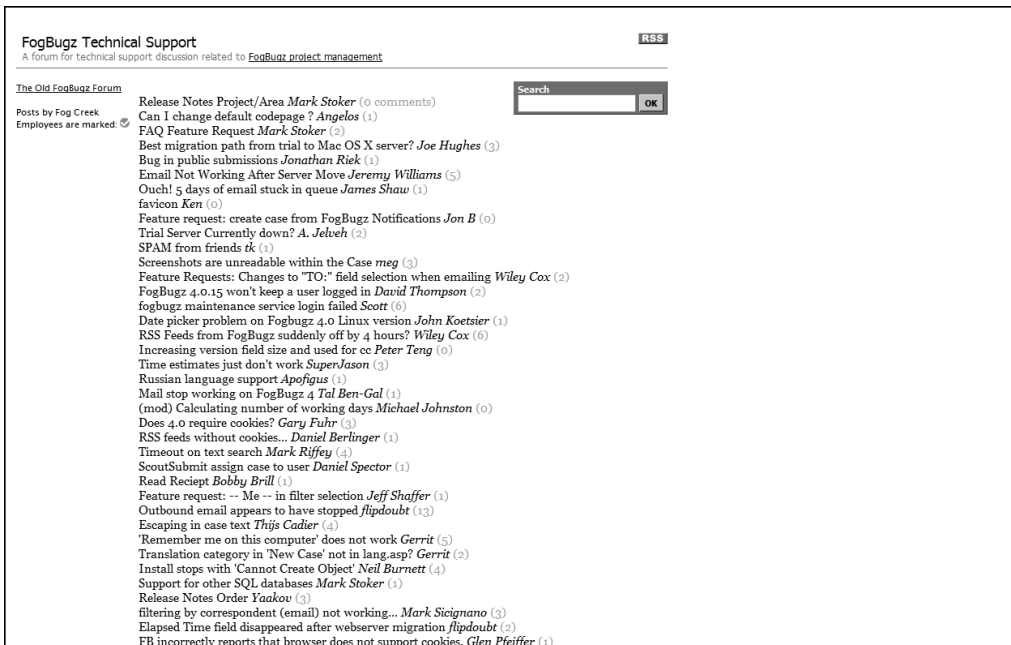 FogBugz Technical Support
RSS
A forum for technical support discussion related to FogBugz project management
The Old FogBugz Forum
Posts by Fog Creek
Employees are marked:
Search
OK
Release Notes Project/Area Mark Stoker (0 comments)
Can I change default codepage ? Angelos (1)
FAQ Feature Request Mark Stoker (2)
Best migration path from trial to Mac OS X server? Joe Hughes (3)
Bug in public submissions Jonathan Riek (1)
Email Not Working After Server Move Jeremy Williams (5)
Ouch! 5 days of email stuck in queue James Shaw (1)
favicon Ken (0)
Feature request: create case from FogBugz Notifications Jon B (0)
Trial Server Currently down? A. Jelveh (2)
SPAM from friends tk (1)
Screenshots are unreadable within the Case meg (3)
Feature Requests: Changes to "TO:" field selection when emailing Wiley Cox (2)
FogBugz 4.0.15 won't keep a user logged in David Thompson (2)
fogbugz maintenance service login failed Scott (6)
Date picker problem on Fogbugz 4.0 Linux version John Koetsier (1)
RSS Feeds from FogBugz suddenly off by 4 hours? Wiley Cox (6)
Increasing version field size and used for cc Peter Teng (0)
Time estimates just don't work SuperJason (3)
Russian language support Apofigus (1)
Mail stop working on FogBugz 4 Tal Ben-Gal (1)
(mod) Calculating number of working days Michael Johnston (0)
Does 4.0 require cookies? Gary Fuhr (3)
RSS feeds without cookies... Daniel Berlinger (1)
Timeout on text search Mark Riffey (4)
ScoutSubmit assign case to user Daniel Spector (1)
Read Reciept Bobby Brill (1)
Feature request: -- Me -- in filter selection Jeff Shaffer (1)
Outbound email appears to have stopped flipdoubt (13)
Escaping in case text Thijs Cadier (4)
'Remember me on this computer' does not work Gerrit (5)
Translation category in 'New Case' not in lang.asp? Gerrit (2)
Install stops with 'Cannot Create Object' Neil Burnett (4)
Support for other SQL databases Mark Stoker (1)
Release Notes Order Yaakov (3)
filtering by correspondent (email) not working... Mark Sicignano (3)
Elapsed Time field disappeared after webserver migration flipdoubt (2)
FB incorrectly reports that browser does not support cookies. Glen Pfeiffer (1)